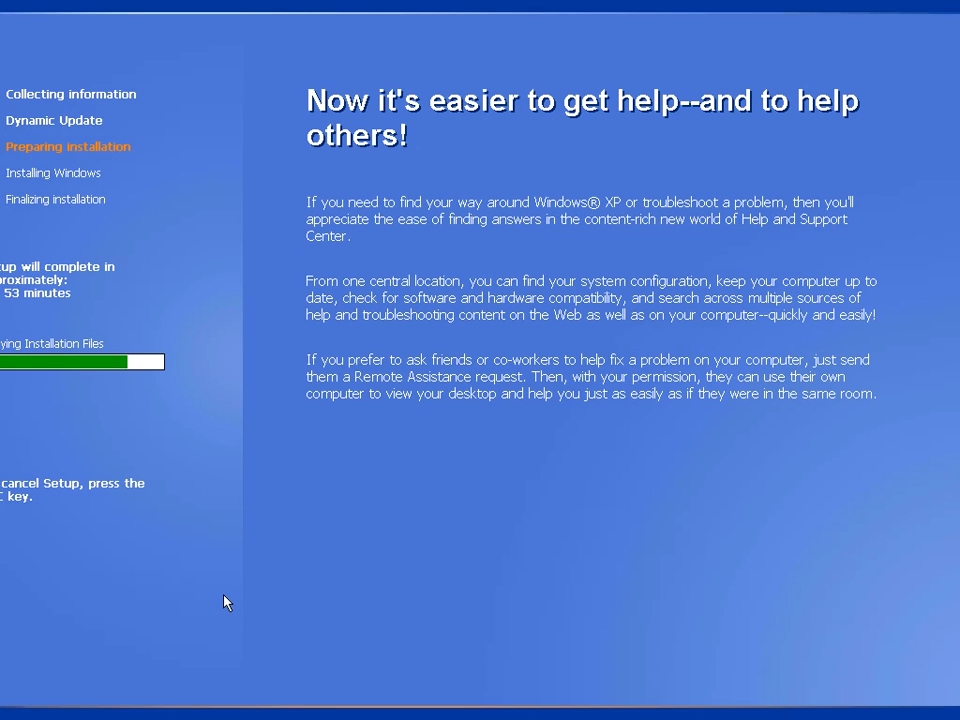 Collecting information
Dynamic Update
Preparing installation
Installing Windows
Finalizing installation
up will complete in
roximately:
53 minutes
ying Installation Files
cancel Setup, press the
C key.
Now it's easier to get help--and to help
others!
If you need to find your way around Windows® XP or troubleshoot a problem, then you'll
appreciate the ease of finding answers in the content-rich new world of Help and Support
Center.
From one central location, you can find your system configuration, keep your computer up to
date, check for software and hardware compatibility, and search across multiple sources of
help and troubleshooting content on the Web as well as on your computer--quickly and easily!
If you prefer to ask friends or co-workers to help fix a problem on your computer, just send
them a Remote Assistance request. Then, with your permission, they can use their own
computer to view your desktop and help you just as easily as if they were in the same room.